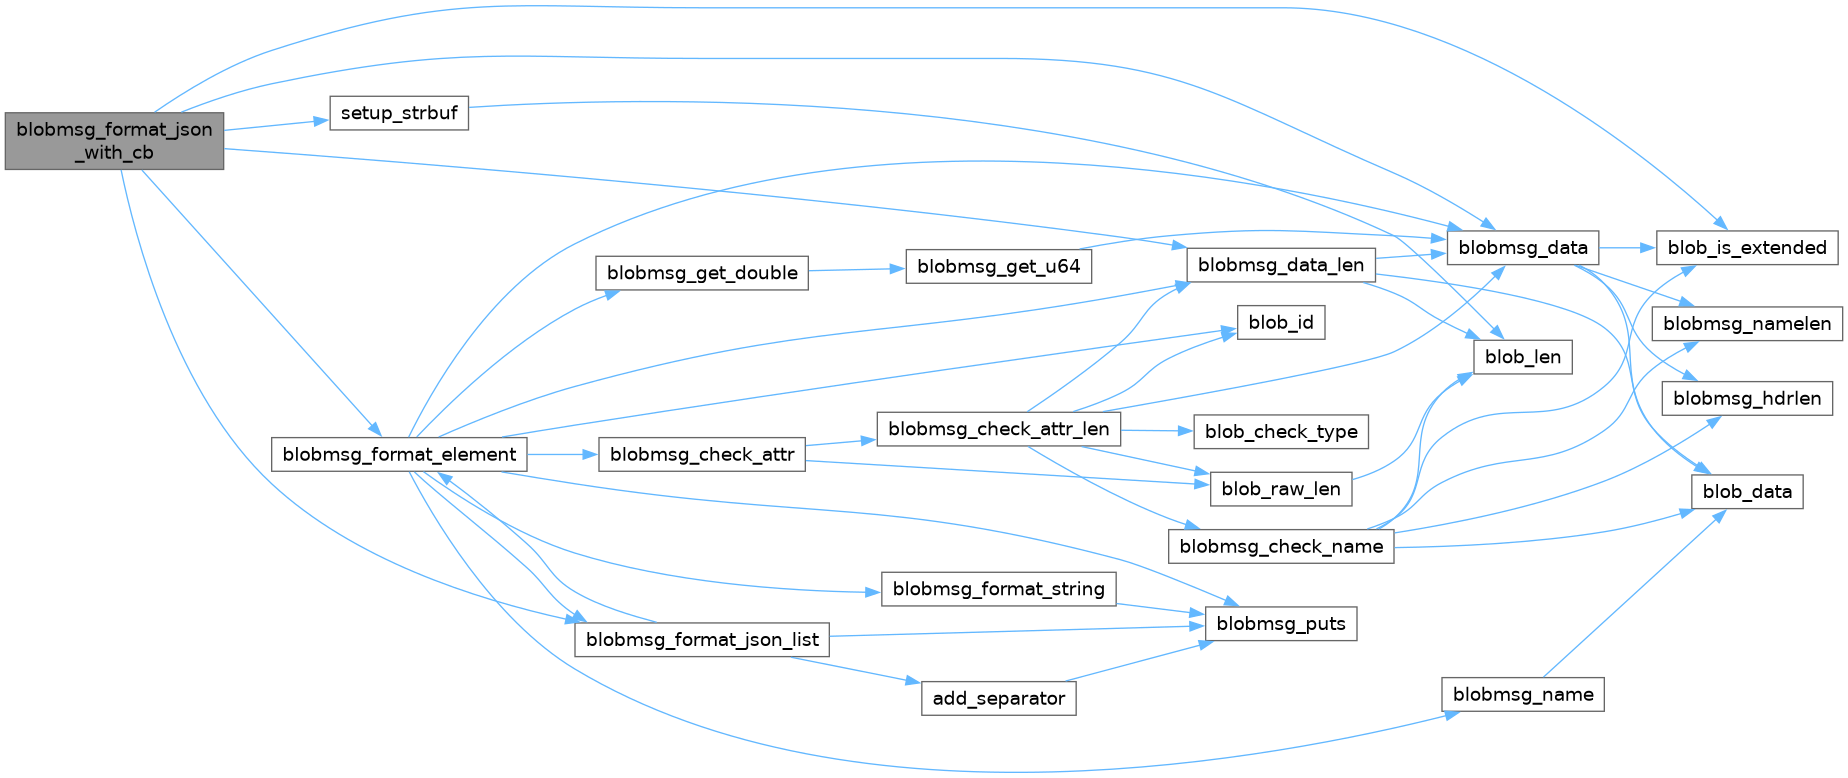 blobmsg_format_json
_with_cb
setup_strbuf
blobmsg_format_element
blobmsg_get_double
blobmsg_check_attr
blobmsg_format_json_list
blobmsg_get_u64
blobmsg_check_attr_len
blobmsg_format_string
add_separator
blobmsg_data_len
blob_id
blob_check_type
blob_raw_len
blobmsg_check_name
blobmsg_puts
blobmsg_data
blob_len
blobmsg_name
blob_is_extended
blobmsg_namelen
blobmsg_hdrlen
blob_data